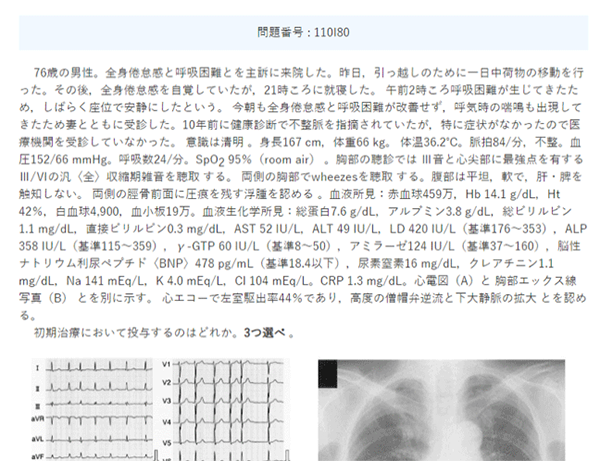 問題番号：110I80
76歳の男性。全身倦怠感と呼吸困難とを主訴に来院した。昨日，引っ越しのために一日中荷物の移動を行
った。その後，全身倦怠感を自覚していたが，21時ころに就寝した。 午前2時ころ呼吸困難が生じてきたた
め，しばらく座位で安静にしたという。 今朝も全身倦怠感と呼吸困難が改善せず，呼気時の喘鳴も出現して
きたため妻とともに受診した。10年前に健康診断で不整脈を指摘されていたが，特に症状がなかったので医
療機関を受診していなかった。 意識は清明 。身長167 cm，体重66 kg。 体温36.2℃。脈拍84/分，不整。血
圧152/66 mmHg。呼吸数24/分。SpO2 95%（room air）。胸部の聴診では Ⅲ音と心尖部に最強点を有する
Ⅲ/Ⅵの汎〈全〉収縮期雑音を聴取 する。 両側の胸部でwheezesを聴取 する。腹部は平坦，軟で，肝・脾を
触知しない。 両側の脛骨前面に圧痕を残す浮腫を認める 。血液所見：赤血球459万，Hb 14.1 g/dL，Ht
42%，白血球4,900，血小板19万。血液生化学所見：総蛋白7.6 g/dL，アルブミン3.8 g/dL，総ビリルビン
1.1 mg/dL，直接ビリルビン0.3 mg/dL，AST 52 IU/L，ALT 49 IU/L，LD 420 IU/L（基準176～353），ALP
358 IU/L（基準115～359），γ-GTP 60 IU/L（基準8～50），アミラーゼ124 IU/L（基準37～160），脳性
ナトリウム利尿ペプチド〈BNP〉478 pg/mL（基準18.4以下），尿素窒素16 mg/dL，クレアチニン1.1
mg/dL，Na 141 mEq/L，K 4.0 mEq/L，Cl 104 mEq/L。CRP 1.3 mg/dL。心電図（A）と 胸部エックス線
写真（B） とを別に示す。 心エコーで左室駆出率44%であり，高度の僧帽弁逆流と下大静脈の拡大 とを認め
る。
初期治療において投与するのはどれか。3つ選べ 。
I
II
III
aVR
aVL
aVF
V1
V2
V3
V4
V5